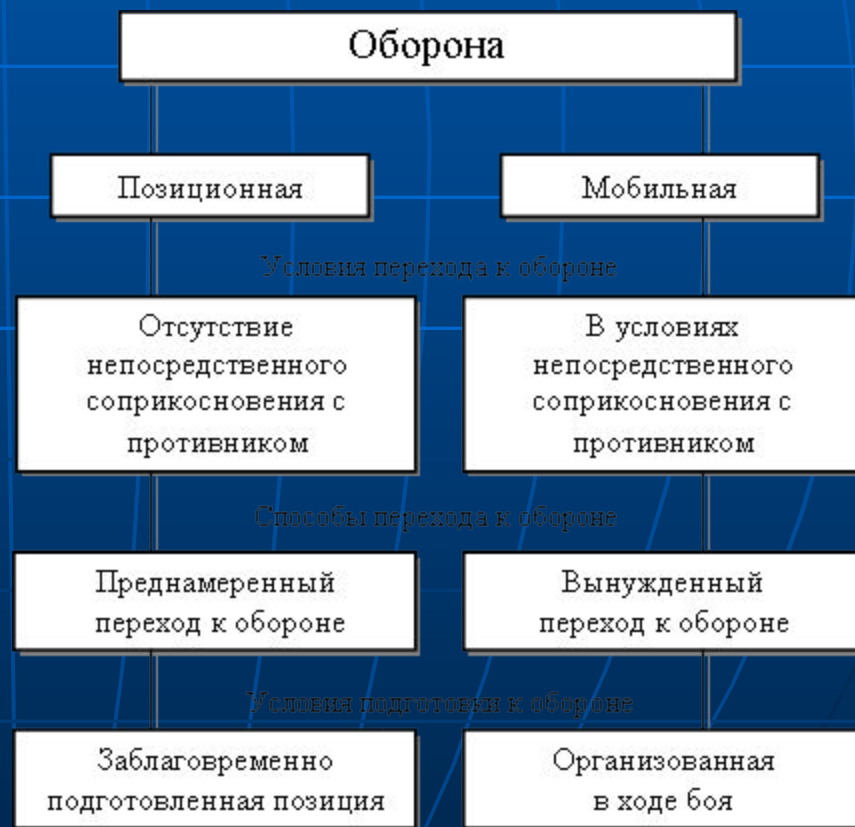 Оборона
Позиционная
Мобильная
Условия перехода к обороне
Отсутствие
непосредственного
соприкосновения с
противником
В условиях
непосредственного
соприкосновения с
противником
Способы перехода к обороне
Преднамеренный
переход к обороне
Вынужденный
переход к обороне
Условия подготовки к обороне
Заблаговременно
подготовленная позиция
Организованная
в ходе боя